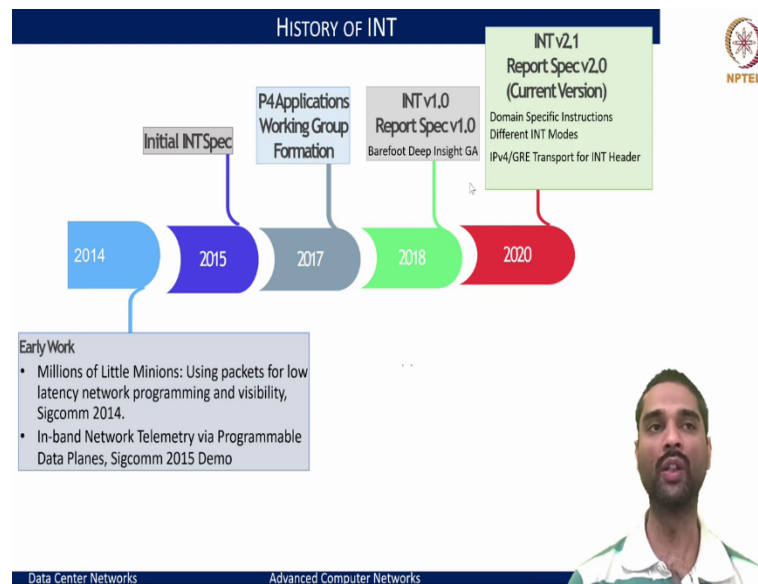 HISTORY OF INT
NPTEL
INT v2.1
Report Spec v2.0
(Current Version)
Domain Specific Instructions
Different INT Modes
IPv4/GRE Transport for INT Header
INT v1.0
Report Spec v1.0
Barefoot Deep Insight GA
P4 Applications
Working Group
Formation
Initial INT Spec
2014
2015
2017
2018
2020
Early Work
• Millions of Little Minions: Using packets for low
latency network programming and visibility,
Sigcomm 2014.
• In-band Network Telemetry via Programmable
Data Planes, Sigcomm 2015 Demo
Data Center Networks
Advanced Computer Networks